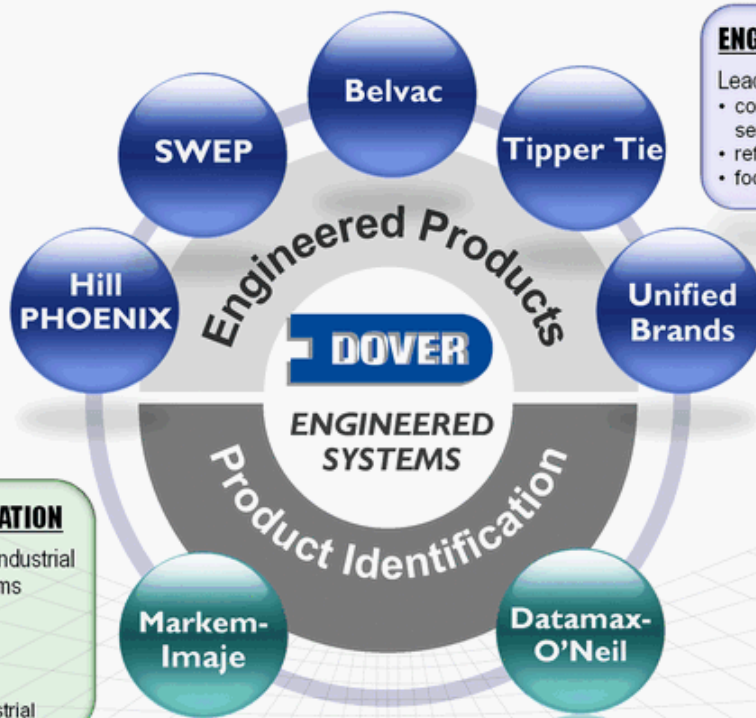 Belvac
SWEP
Tipper Tie
Hill
PHOENIX
Unified
Brands
Engineered Products
DOVER
ENGINEERED
SYSTEMS
Product Identification
Markem-
Imaje
Datamax-
O'Neil
ENG
Lead
• co
se
• ref
• foo
ATION
ndustrial
ms
strial